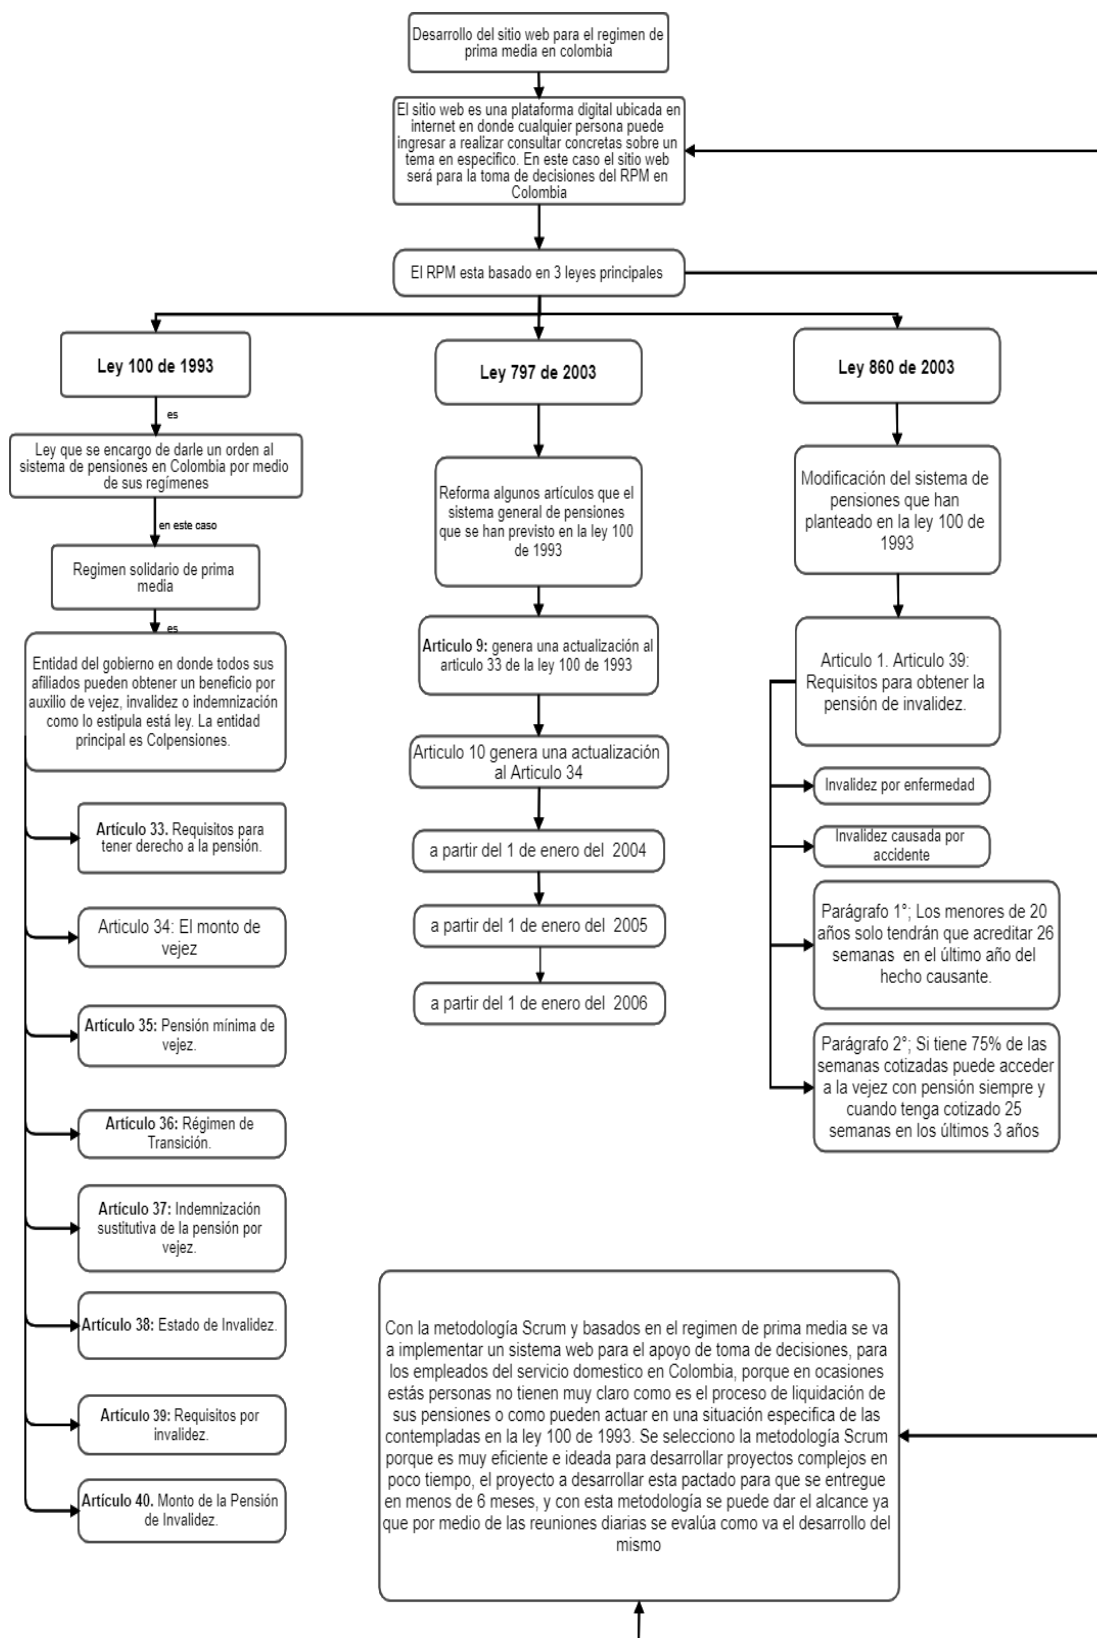 Desarrollo del sitio web para el regimen de
prima media en colombia
El sitio web es una plataforma digital ubicada en
internet en donde cualquier persona puede
ingresar a realizar consultar concretas sobre un
tema en especifico. En este caso el sitio web
será para la toma de decisiones del RPM en
Colombia
El RPM esta basado en 3 leyes principales
Ley 100 de 1993
es
Ley que se encargo de darle un orden al
sistema de pensiones en Colombia por medio
de sus regímenes
en este caso
Regimen solidario de prima
media
es
Entidad del gobierno en donde todos sus
afiliados pueden obtener un beneficio por
auxilio de vejez, invalidez o indemnización
como lo estipula está ley. La entidad
principal es Colpensiones.
Artículo 33. Requisitos para
tener derecho a la pensión.
Articulo 34: El monto de
vejez
Artículo 35: Pensión mínima de
vejez.
Artículo 36: Régimen de
Transición.
Artículo 37: Indemnización
sustitutiva de la pensión por
vejez.
Artículo 38: Estado de Invalidez.
Artículo 39: Requisitos por
invalidez.
Artículo 40. Monto de la Pensión
de Invalidez.
Ley 797 de 2003
Reforma algunos artículos que el
sistema general de pensiones
que se han previsto en la ley 100
de 1993
Articulo 9: genera una actualización al
articulo 33 de la ley 100 de 1993
Articulo 10 genera una actualización
al Articulo 34
a partir del 1 de enero del 2004
a partir del 1 de enero del 2005
a partir del 1 de enero del 2006
Ley 860 de 2003
Modificación del sistema de
pensiones que han
planteado en la ley 100 de
1993
Articulo 1. Articulo 39:
Requisitos para obtener la
pensión de invalidez.
Invalidez por enfermedad
Invalidez causada por
accidente
Parágrafo 1°; Los menores de 20
años solo tendrán que acreditar 26
semanas en el último año del
hecho causante.
Parágrafo 2°; Si tiene 75% de las
semanas cotizadas puede acceder
a la vejez con pensión siempre y
cuando tenga cotizado 25
semanas en los últimos 3 años
Con la metodología Scrum y basados en el regimen de prima media se va
a implementar un sistema web para el apoyo de toma de decisiones, para
los empleados del servicio domestico en Colombia, porque en ocasiones
estás personas no tienen muy claro como es el proceso de liquidación de
sus pensiones o como pueden actuar en una situación especifica de las
contempladas en la ley 100 de 1993. Se selecciono la metodología Scrum
porque es muy eficiente e ideada para desarrollar proyectos complejos en
poco tiempo, el proyecto a desarrollar esta pactado para que se entregue
en menos de 6 meses, y con esta metodología se puede dar el alcance ya
que por medio de las reuniones diarias se evalúa como va el desarrollo del
mismo